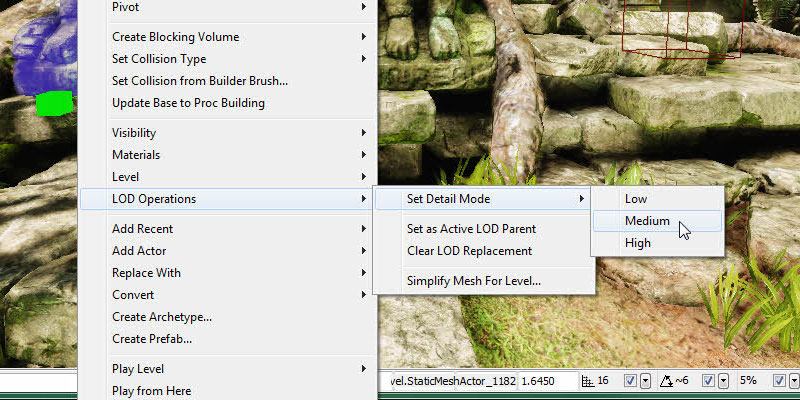 Pivot
Create Blocking Volume
Set Collision Type
Set Collision from Builder Brush...
Update Base to Proc Building
Visibility
Materials
Level
LOD Operations
Add Recent
Add Actor
Replace With
Convert
Create Archetype...
Create Prefab...
Play Level
Play from Here
Set Detail Mode
Set as Active LOD Parent
Clear LOD Replacement
Simplify Mesh For Level...
Low
Medium
High
vel.StaticMeshActor_1182 1.6450 16 ~6 5%